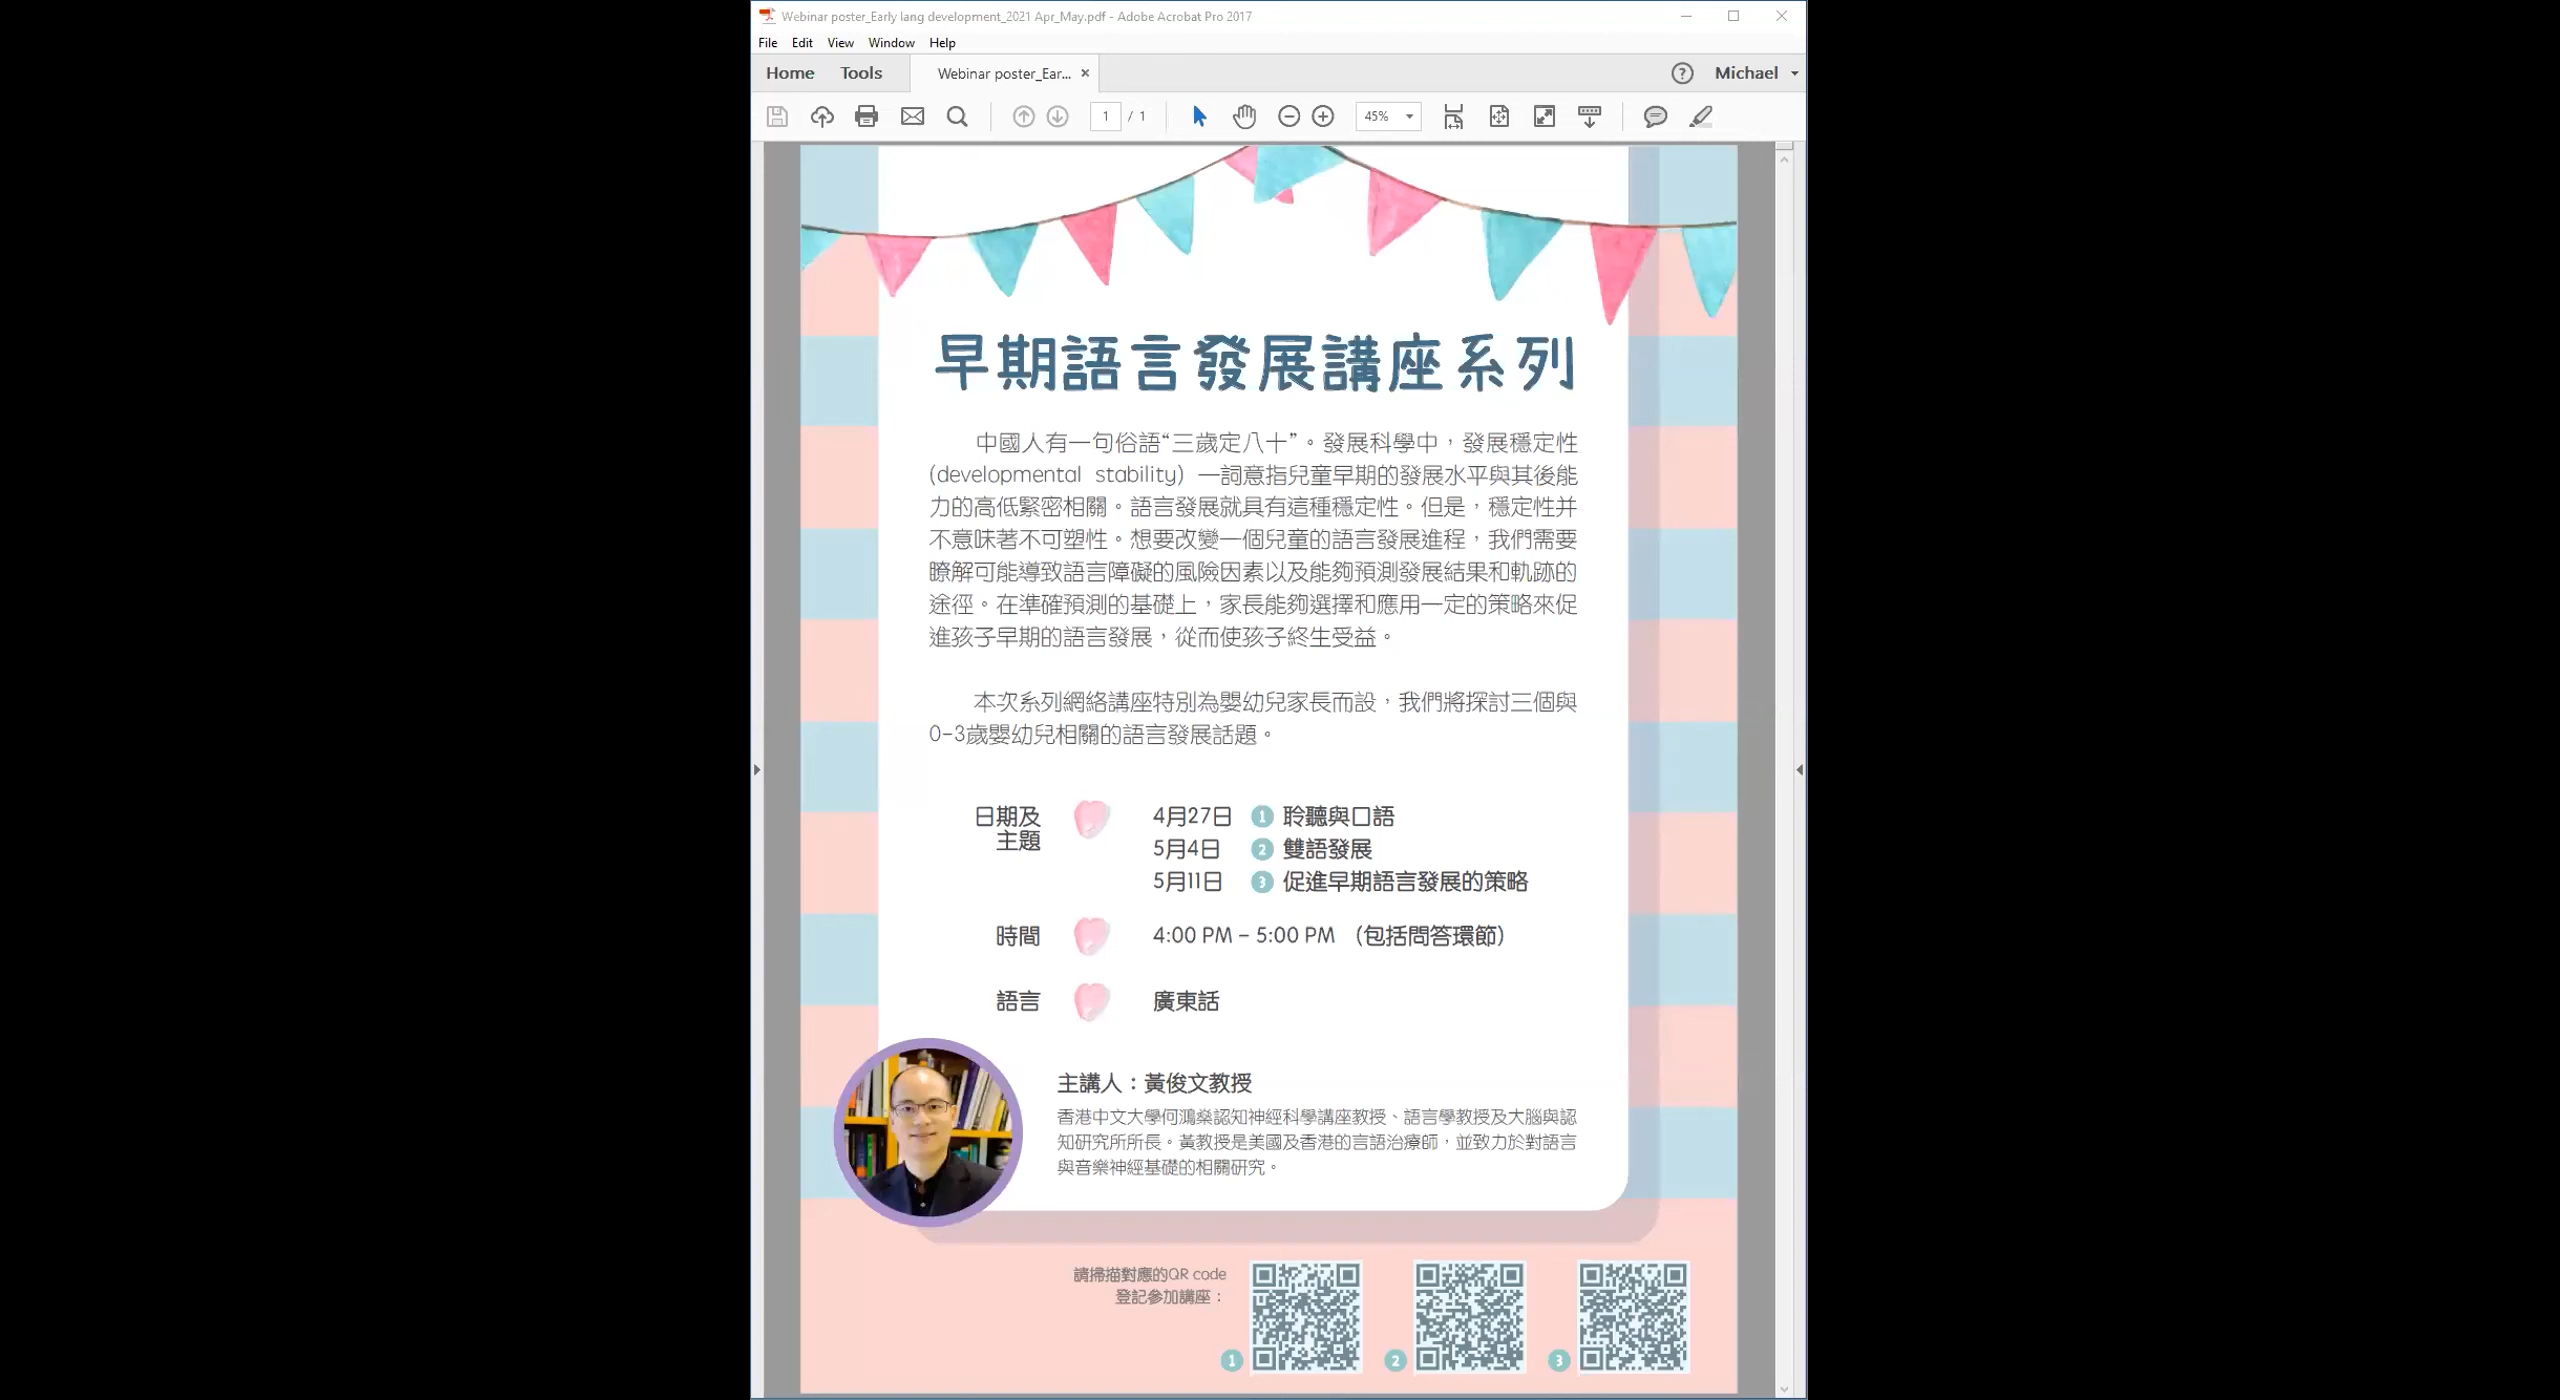 Webinar poster_Early lang development_2021 Apr_May.pdf - Adobe Acrobat Pro 2017
File Edit View Window Help
Home Tools Webinar poster_Ear... × ? Michael
1 / 1 45%
早期語言發展講座系列
中國人有一句俗語“三歲定八十”。發展科學中，發展穩定性
(developmental stability) 一詞意指兒童早期的發展水平與其後能
力的高低緊密相關。語言發展就具有這種穩定性。但是，穩定性并
不意味著不可塑性。想要改變一個兒童的語言發展進程，我們需要
瞭解可能導致語言障礙的風險因素以及能夠預測發展結果和軌跡的
途徑。在準確預測的基礎上，家長能夠選擇和應用一定的策略來促
進孩子早期的語言發展，從而使孩子終生受益。
本次系列網絡講座特別為嬰幼兒家長而設，我們將探討三個與
0-3歲嬰幼兒相關的語言發展話題。
日期及
主題
4月27日 1 聆聽與口語
5月4日 2 雙語發展
5月11日 3 促進早期語言發展的策略
時間 4:00 PM – 5:00 PM （包括問答環節）
語言 廣東話
主講人：黃俊文教授
香港中文大學何鴻燊認知神經科學講座教授、語言學教授及大腦與認
知研究所所長。黃教授是美國及香港的言語治療師，並致力於對語言
與音樂神經基礎的相關研究。
請掃描對應的QR code
登記參加講座：
1 2 3